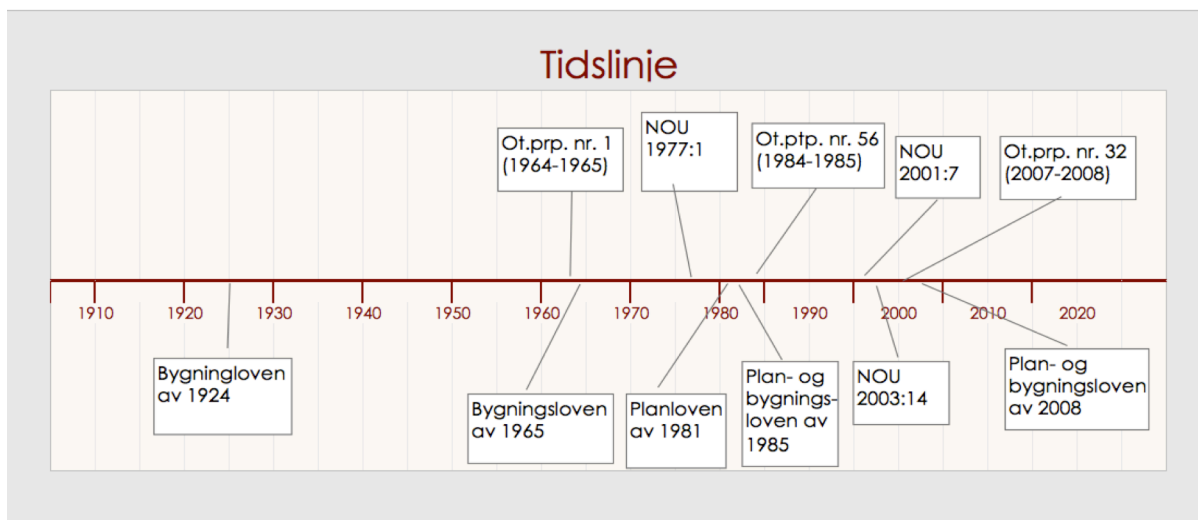 Tidslinje
Ot.prp. nr. 1
(1964-1965)
NOU
1977:1
Ot.ptp. nr. 56
(1984-1985)
NOU
2001:7
Ot.prp. nr. 32
(2007-2008)
1910
1920
1930
1940
1950
1960
1970
1980
1990
2000
2010
2020
Bygningloven
av 1924
Bygningsloven
av 1965
Planloven
av 1981
Plan- og
bygnings-
loven av
1985
NOU
2003:14
Plan- og
bygningsloven
av 2008